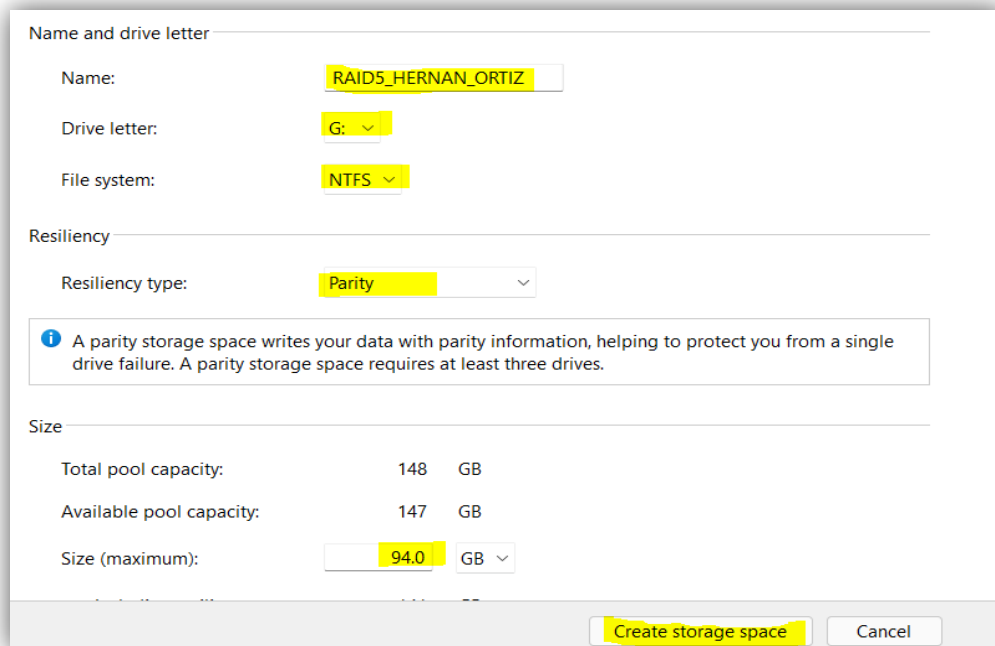 Name and drive letter
Name: RAID5_HERNAN_ORTIZ
Drive letter: G:
File system: NTFS
Resiliency
Resiliency type: Parity
A parity storage space writes your data with parity information, helping to protect you from a single
drive failure. A parity storage space requires at least three drives.
Size
Total pool capacity: 148 GB
Available pool capacity: 147 GB
Size (maximum): 94.0 GB
Create storage space Cancel